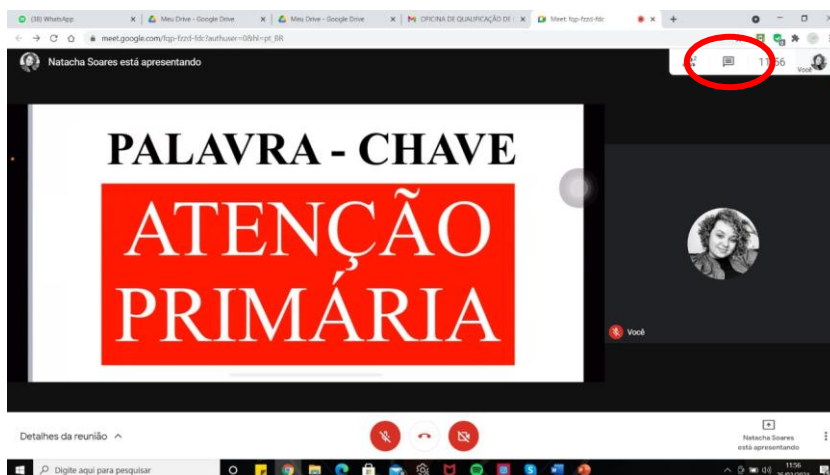 (38) WhatsApp
Meu Drive - Google Drive
Meu Drive - Google Drive
OFICINA DE QUALIFICAÇÃO DE
Meet: fqp-fzzd-fdc
meet.google.com/fqp-fzzd-fdc?authuser=0&hl=pt_BR
Natacha Soares está apresentando
11:56
Você
PALAVRA - CHAVE
ATENÇÃO
PRIMÁRIA
Você
Detalhes da reunião
Natacha Soares
está apresentando
Digite aqui para pesquisar
11:56